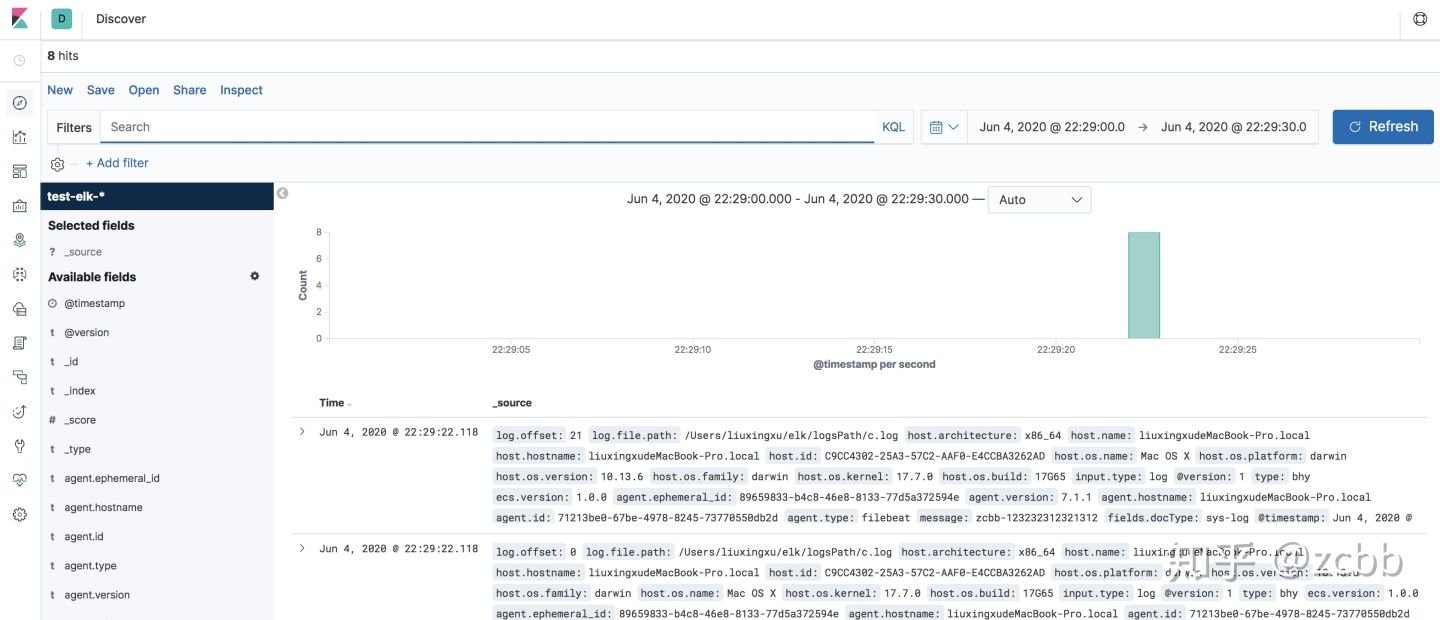 D Discover
8 hits
New Save Open Share Inspect
Filters Search KQL Jun 4, 2020 @ 22:29:00.0 → Jun 4, 2020 @ 22:29:30.0 Refresh
+ Add filter
test-elk-*
Selected fields
? _source
Available fields
@timestamp
t @version
t _id
t _index
# _score
t _type
t agent.ephemeral_id
t agent.hostname
t agent.id
t agent.type
t agent.version
Jun 4, 2020 @ 22:29:00.000 - Jun 4, 2020 @ 22:29:30.000 — Auto
8
6
4
2
0
Count
22:29:05 22:29:10 22:29:15 22:29:20 22:29:25
@timestamp per second
Time _source
Jun 4, 2020 @ 22:29:22.118 log.offset: 21 log.file.path: /Users/liuxingxu/elk/logsPath/c.log host.architecture: x86_64 host.name: liuxingxudeMacBook-Pro.local
host.hostname: liuxingxudeMacBook-Pro.local host.id: C9CC4302-25A3-57C2-AAF0-E4CCBA3262AD host.os.name: Mac OS X host.os.platform: darwin
host.os.version: 10.13.6 host.os.family: darwin host.os.kernel: 17.7.0 host.os.build: 17G65 input.type: log @version: 1 type: bhy
ecs.version: 1.0.0 agent.ephemeral_id: 89659833-b4c8-46e8-8133-77d5a372594e agent.version: 7.1.1 agent.hostname: liuxingxudeMacBook-Pro.local
agent.id: 71213be0-67be-4978-8245-73770550db2d agent.type: filebeat message: zcbb-123232312321312 fields.docType: sys-log @timestamp: Jun 4, 2020 @
Jun 4, 2020 @ 22:29:22.118 log.offset: 0 log.file.path: /Users/liuxingxu/elk/logsPath/c.log host.architecture: x86_64 host.name: liuxingxudeMacBook-Pro.local
host.hostname: liuxingxudeMacBook-Pro.local host.id: C9CC4302-25A3-57C2-AAF0-E4CCBA3262AD host.os.platform: darwin host.os.version: 10.13.6
host.os.family: darwin host.os.name: Mac OS X host.os.kernel: 17.7.0 host.os.build: 17G65 input.type: log @version: 1 type: bhy ecs.version: 1.0.0
agent.ephemeral_id: 89659833-b4c8-46e8-8133-77d5a372594e agent.hostname: liuxingxudeMacBook-Pro.local agent.id: 71213be0-67be-4978-8245-73770550db2d
知乎 @zcbb